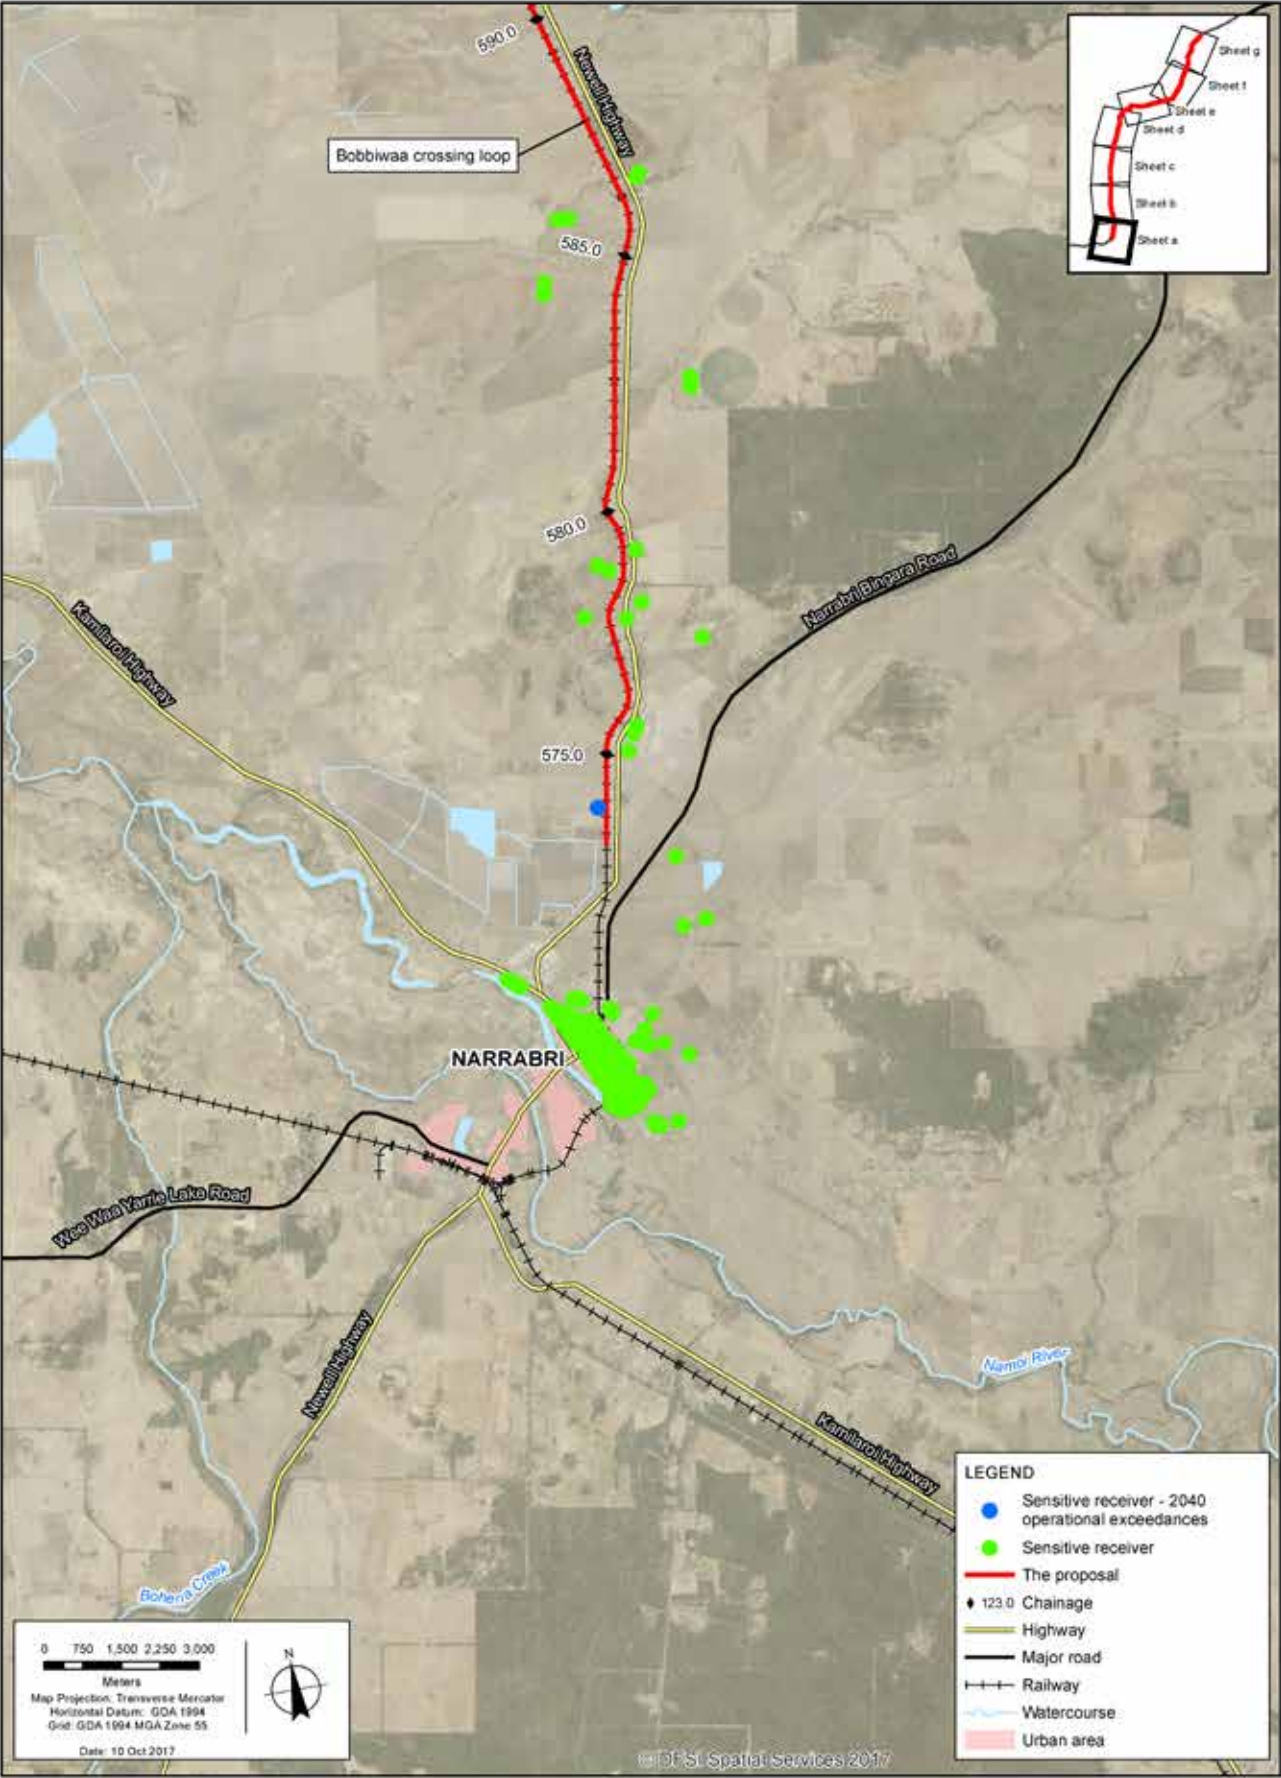 590.0
Newell Highway
Bobbiwaa crossing loop
Sheet g
Sheet f
Sheet e
Sheet d
Sheet c
Sheet b
Sheet a
585.0
580.0
Narrabri Bingara Road
Kamilaroi Highway
575.0
NARRABRI
Wee Waa Yarrie Lake Road
Newell Highway
Namoi River
Kamilaroi Highway
Bohena Creek
LEGEND
Sensitive receiver - 2040
operational exceedances
Sensitive receiver
The proposal
123.0 Chainage
Highway
Major road
Railway
Watercourse
Urban area
0 750 1,500 2,250 3,000
Meters
Map Projection: Transverse Mercator
Horizontal Datum: GDA 1994
Grid: GDA 1994 MGA Zone 55
Date: 10 Oct 2017
N
© DFSI Spatial Services 2017